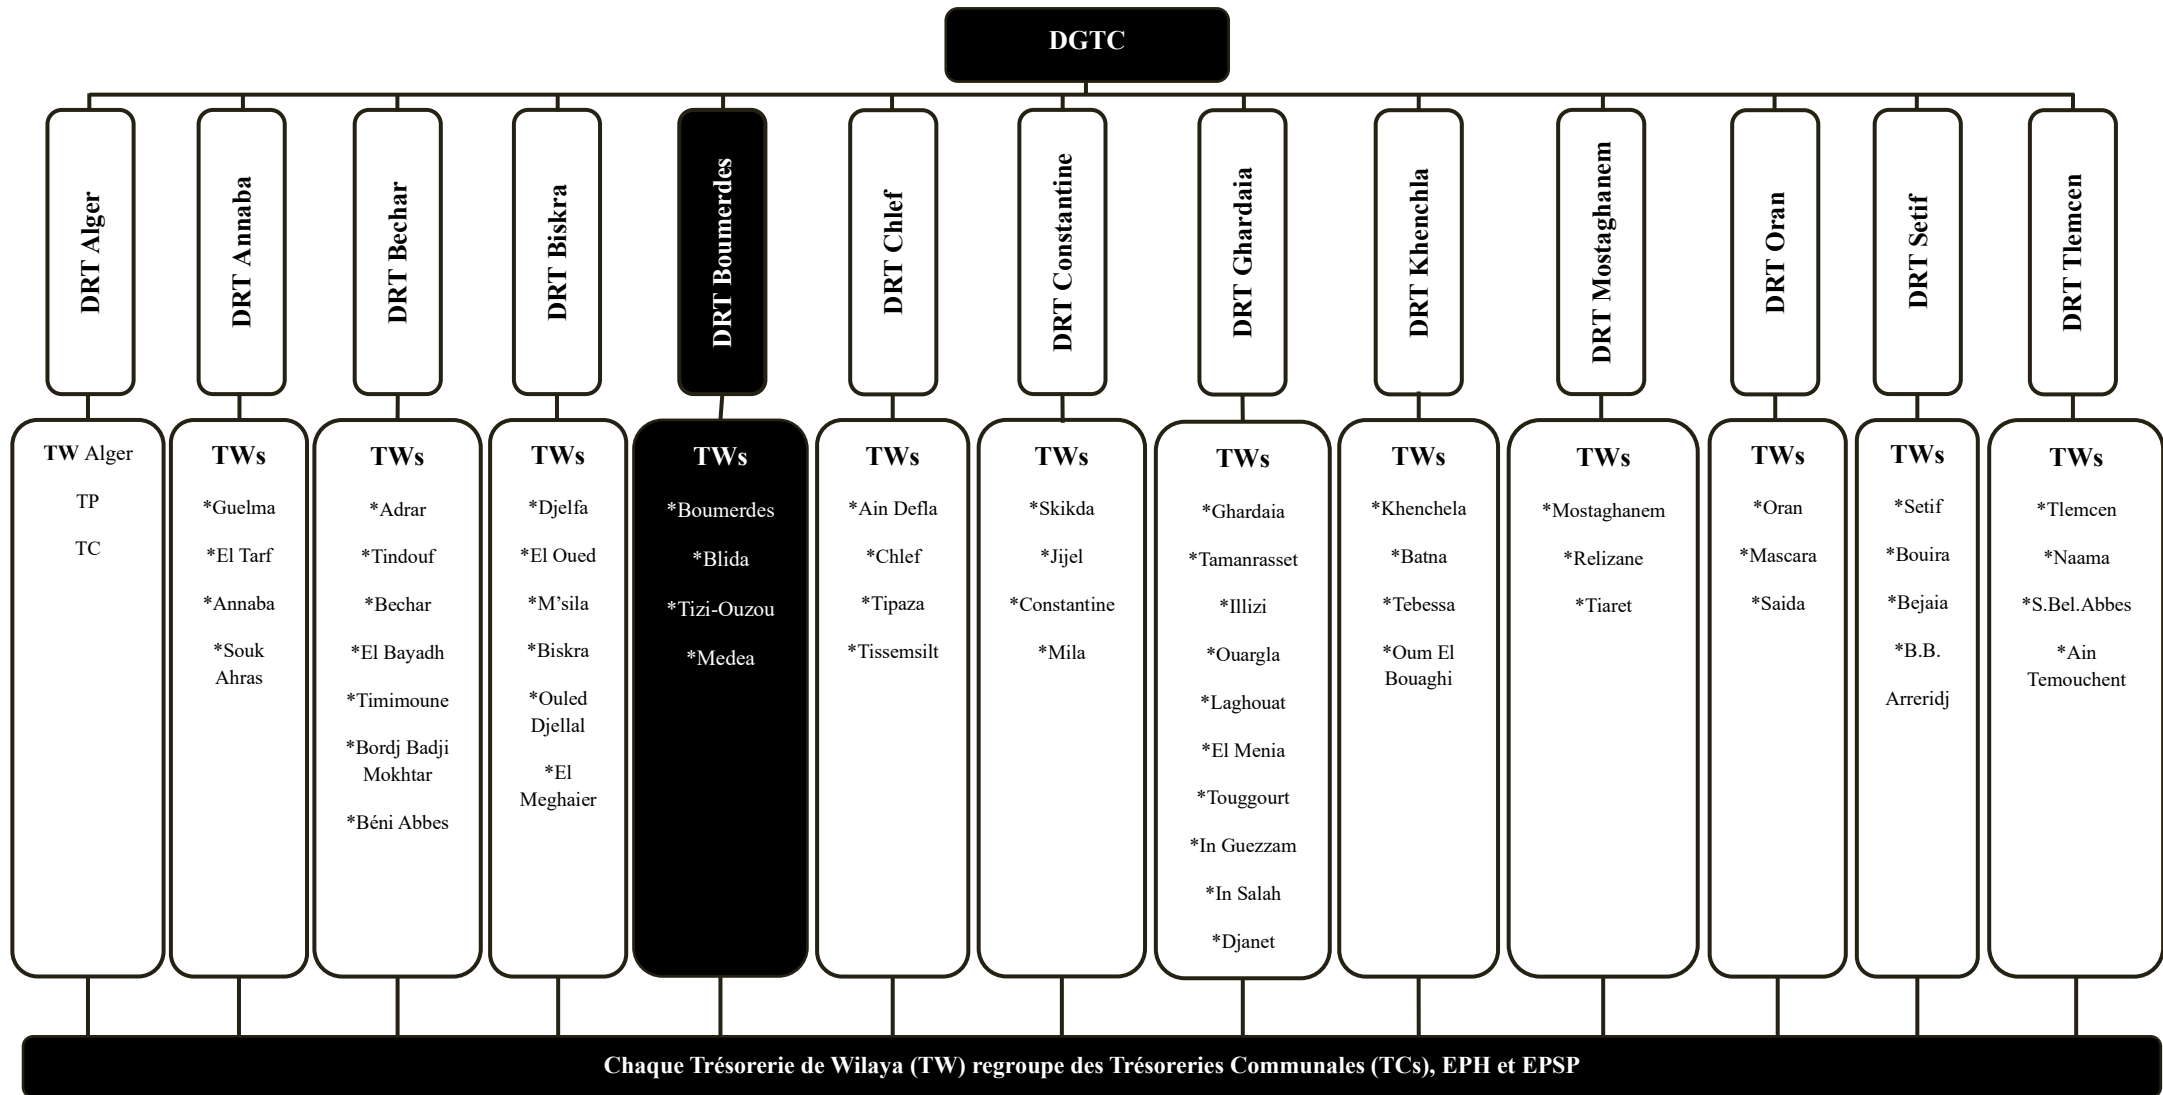 DGTC
DRT Alger
DRT Annaba
DRT Bechar
DRT Biskra
DRT Boumerdes
DRT Chlef
DRT Constantine
DRT Ghardaia
DRT Khenchla
DRT Mostaghanem
DRT Oran
DRT Setif
DRT Tlemcen
TW Alger
TP
TC
TWs
*Guelma
*El Tarf
*Annaba
*Souk
Ahras
TWs
*Adrar
*Tindouf
*Bechar
*El Bayadh
*Timimoune
*Bordj Badji
Mokhtar
*Béni Abbes
TWs
*Djelfa
*El Oued
*M’sila
*Biskra
*Ouled
Djellal
*El
Meghaier
TWs
*Boumerdes
*Blida
*Tizi-Ouzou
*Medea
TWs
*Ain Defla
*Chlef
*Tipaza
*Tissemsilt
TWs
*Skikda
*Jijel
*Constantine
*Mila
TWs
*Ghardaia
*Tamanrasset
*Illizi
*Ouargla
*Laghouat
*El Menia
*Touggourt
*In Guezzam
*In Salah
*Djanet
TWs
*Khenchela
*Batna
*Tebessa
*Oum El
Bouaghi
TWs
*Mostaghanem
*Relizane
*Tiaret
TWs
*Oran
*Mascara
*Saida
TWs
*Setif
*Bouira
*Bejaia
*B.B.
Arreridj
TWs
*Tlemcen
*Naama
*S.Bel.Abbes
*Ain
Temouchent
Chaque Trésorerie de Wilaya (TW) regroupe des Trésoreries Communales (TCs), EPH et EPSP